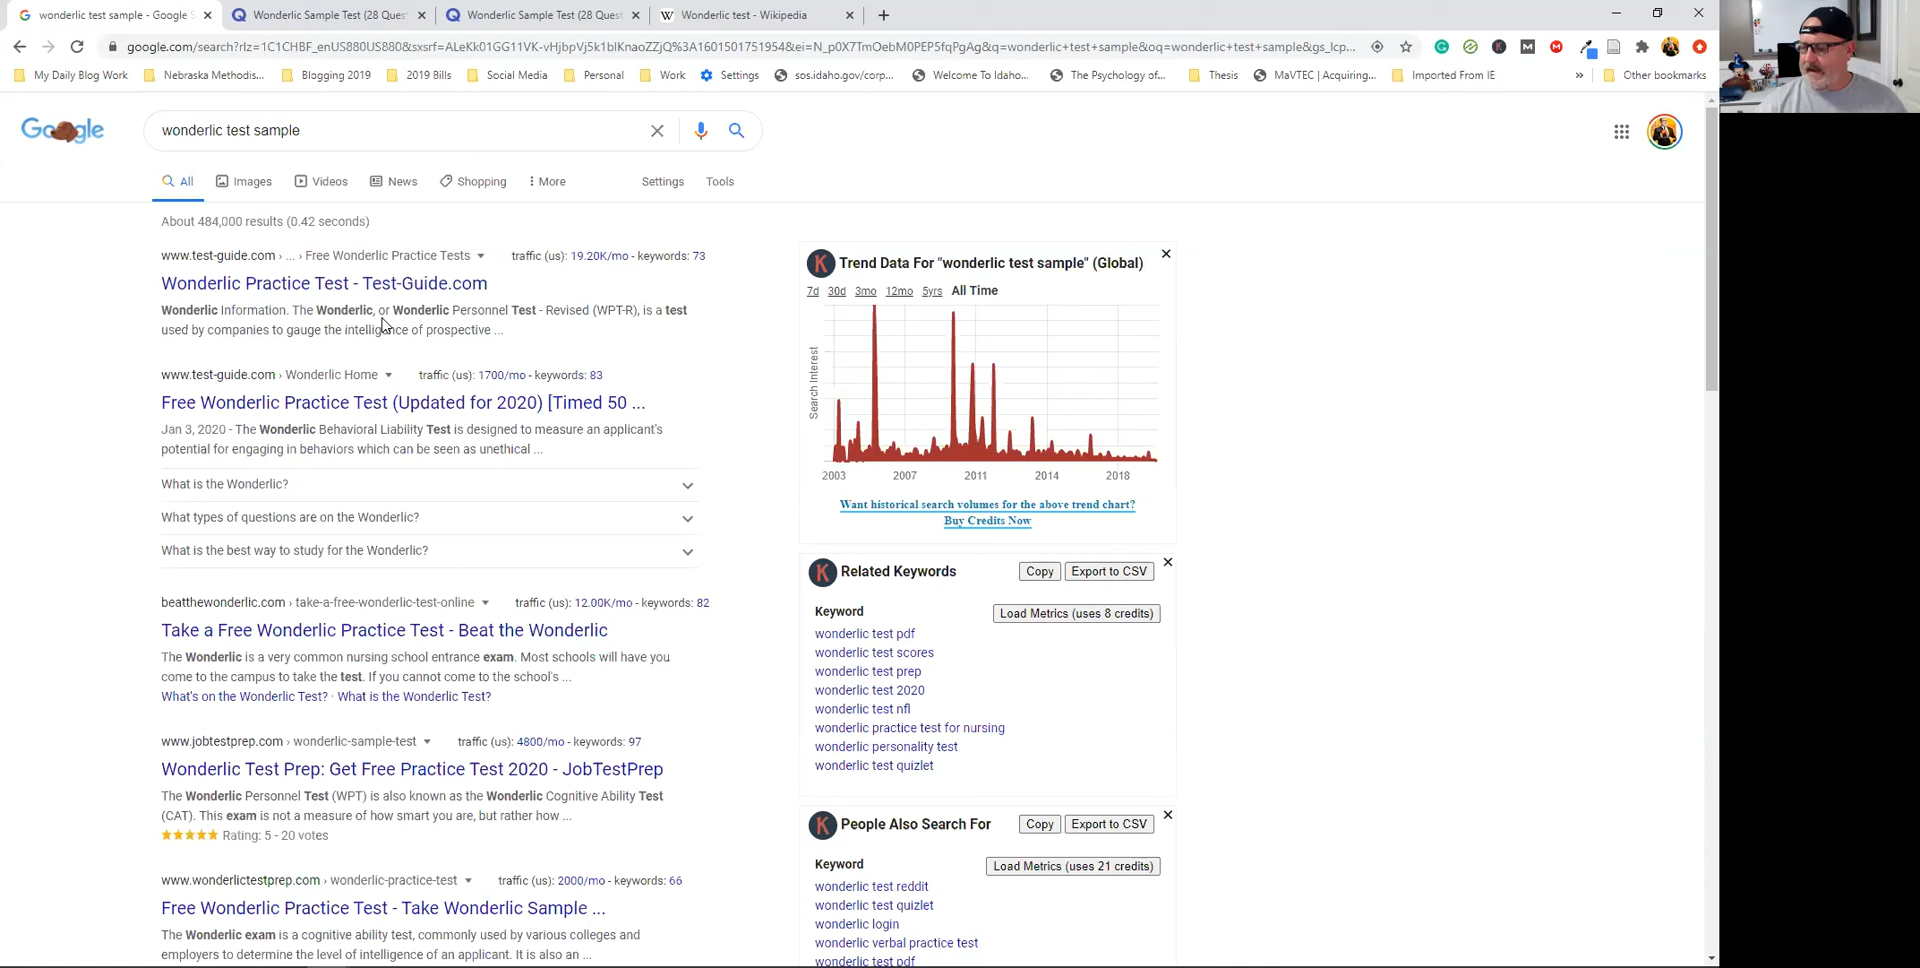 wonderlic test sample - Google S
Wonderlic Sample Test (28 Quest
Wonderlic Sample Test (28 Quest
Wonderlic test - Wikipedia
google.com/search?rlz=1C1CHBF_enUS880US880&sxsrf=ALeKk01GG11VK-vHjbpVj5k1blKnaoZZjQ%3A1601501751954&ei=N_p0X7TmOebM0PEP5fqPgAg&q=wonderlic+test+sample&oq=wonderlic+test+sample&gs_lcp...
My Daily Blog Work
Nebraska Methodis...
Blogging 2019
2019 Bills
Social Media
Personal
Work
Settings
sos.idaho.gov/corp...
Welcome To Idaho...
The Psychology of...
Thesis
MaVTEC | Acquiring...
Imported From IE
»
Other bookmarks
wonderlic test sample
All
Images
Videos
News
Shopping
More
Settings
Tools
About 484,000 results (0.42 seconds)
www.test-guide.com › ... › Free Wonderlic Practice Tests traffic (us): 19.20K/mo - keywords: 73
Wonderlic Practice Test - Test-Guide.com
Wonderlic Information. The Wonderlic, or Wonderlic Personnel Test - Revised (WPT-R), is a test
used by companies to gauge the intelligence of prospective ...
www.test-guide.com › Wonderlic Home traffic (us): 1700/mo - keywords: 83
Free Wonderlic Practice Test (Updated for 2020) [Timed 50 ...
Jan 3, 2020 - The Wonderlic Behavioral Liability Test is designed to measure an applicant's
potential for engaging in behaviors which can be seen as unethical ...
What is the Wonderlic?
What types of questions are on the Wonderlic?
What is the best way to study for the Wonderlic?
beatthewonderlic.com › take-a-free-wonderlic-test-online traffic (us): 12.00K/mo - keywords: 82
Take a Free Wonderlic Practice Test - Beat the Wonderlic
The Wonderlic is a very common nursing school entrance exam. Most schools will have you
come to the campus to take the test. If you cannot come to the school's ...
What's on the Wonderlic Test? · What is the Wonderlic Test?
www.jobtestprep.com › wonderlic-sample-test traffic (us): 4800/mo - keywords: 97
Wonderlic Test Prep: Get Free Practice Test 2020 - JobTestPrep
The Wonderlic Personnel Test (WPT) is also known as the Wonderlic Cognitive Ability Test
(CAT). This exam is not a measure of how smart you are, but rather how ...
Rating: 5 - 20 votes
www.wonderlictestprep.com › wonderlic-practice-test traffic (us): 2000/mo - keywords: 66
Free Wonderlic Practice Test - Take Wonderlic Sample ...
The Wonderlic exam is a cognitive ability test, commonly used by various colleges and
employers to determine the level of intelligence of an applicant. It is also an ...
K Trend Data For "wonderlic test sample" (Global)
7d 30d 3mo 12mo 5yrs All Time
Search Interest
2003 2007 2011 2014 2018
Want historical search volumes for the above trend chart?
Buy Credits Now
K Related Keywords Copy Export to CSV
Keyword Load Metrics (uses 8 credits)
wonderlic test pdf
wonderlic test scores
wonderlic test prep
wonderlic test 2020
wonderlic test nfl
wonderlic practice test for nursing
wonderlic personality test
wonderlic test quizlet
K People Also Search For Copy Export to CSV
Keyword Load Metrics (uses 21 credits)
wonderlic test reddit
wonderlic test quizlet
wonderlic login
wonderlic verbal practice test
wonderlic test pdf